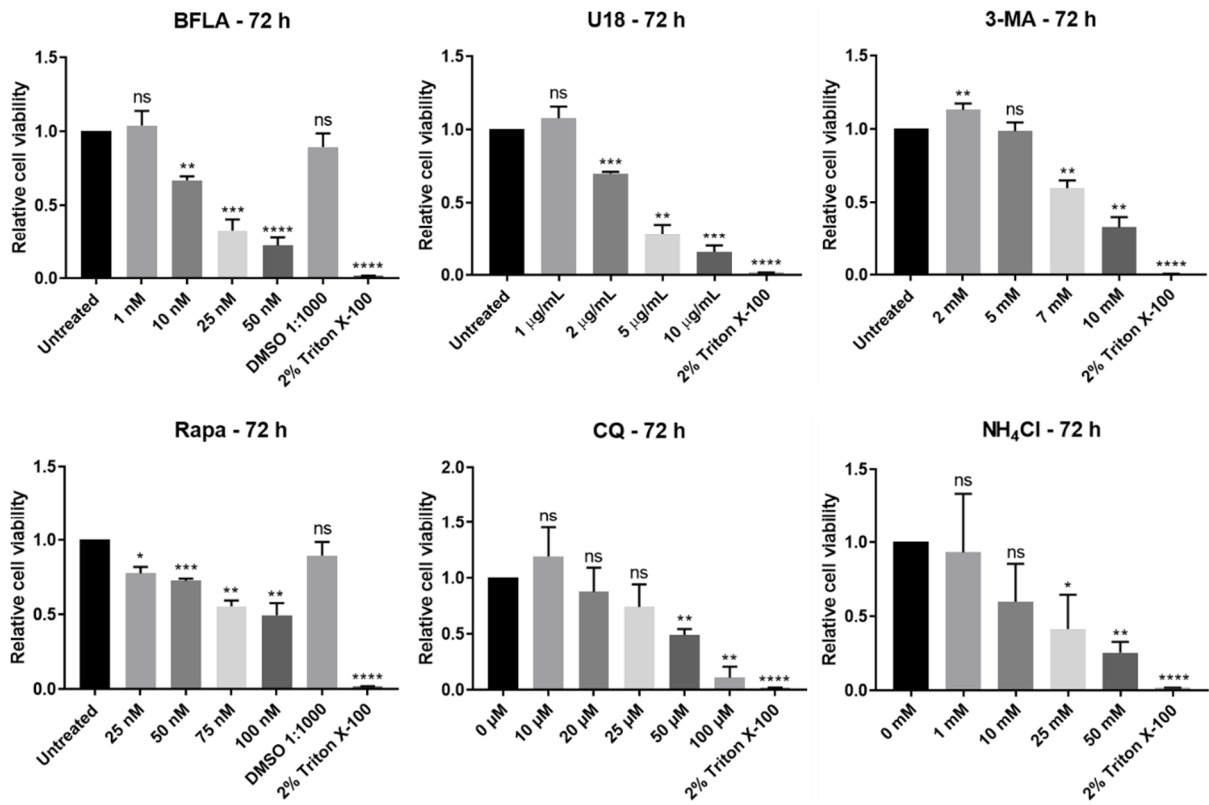 BFLA - 72 h
Relative cell viability
1.5
1.0
0.5
0.0
ns
**
***
****
ns
****
Untreated
1 nM
10 nM
25 nM
50 nM
DMSO 1:1000
2% Triton X-100
U18 - 72 h
Relative cell viability
1.5
1.0
0.5
0.0
ns
***
**
***
****
Untreated
1 μg/mL
2 μg/mL
5 μg/mL
10 μg/mL
2% Triton X-100
3-MA - 72 h
Relative cell viability
1.5
1.0
0.5
0.0
**
ns
**
**
****
Untreated
2 mM
5 mM
7 mM
10 mM
2% Triton X-100
Rapa - 72 h
Relative cell viability
1.5
1.0
0.5
0.0
*
***
**
**
ns
****
Untreated
25 nM
50 nM
75 nM
100 nM
DMSO 1:1000
2% Triton X-100
CQ - 72 h
Relative cell viability
2.0
1.5
1.0
0.5
0.0
ns
ns
ns
**
**
****
0 μM
10 μM
20 μM
25 μM
50 μM
100 μM
2% Triton X-100
NH₄Cl - 72 h
Relative cell viability
1.5
1.0
0.5
0.0
ns
ns
*
**
****
0 mM
1 mM
10 mM
25 mM
50 mM
2% Triton X-100